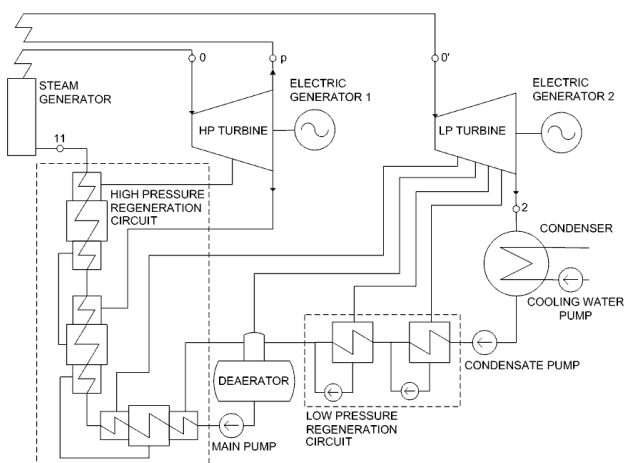 0
p
0'
STEAM
GENERATOR
ELECTRIC
GENERATOR 1
ELECTRIC
GENERATOR 2
HP TURBINE
LP TURBINE
11
HIGH PRESSURE
REGENERATION
CIRCUIT
2
CONDENSER
COOLING WATER
PUMP
CONDENSATE PUMP
DEAERATOR
MAIN PUMP
LOW PRESSURE
REGENERATION
CIRCUIT